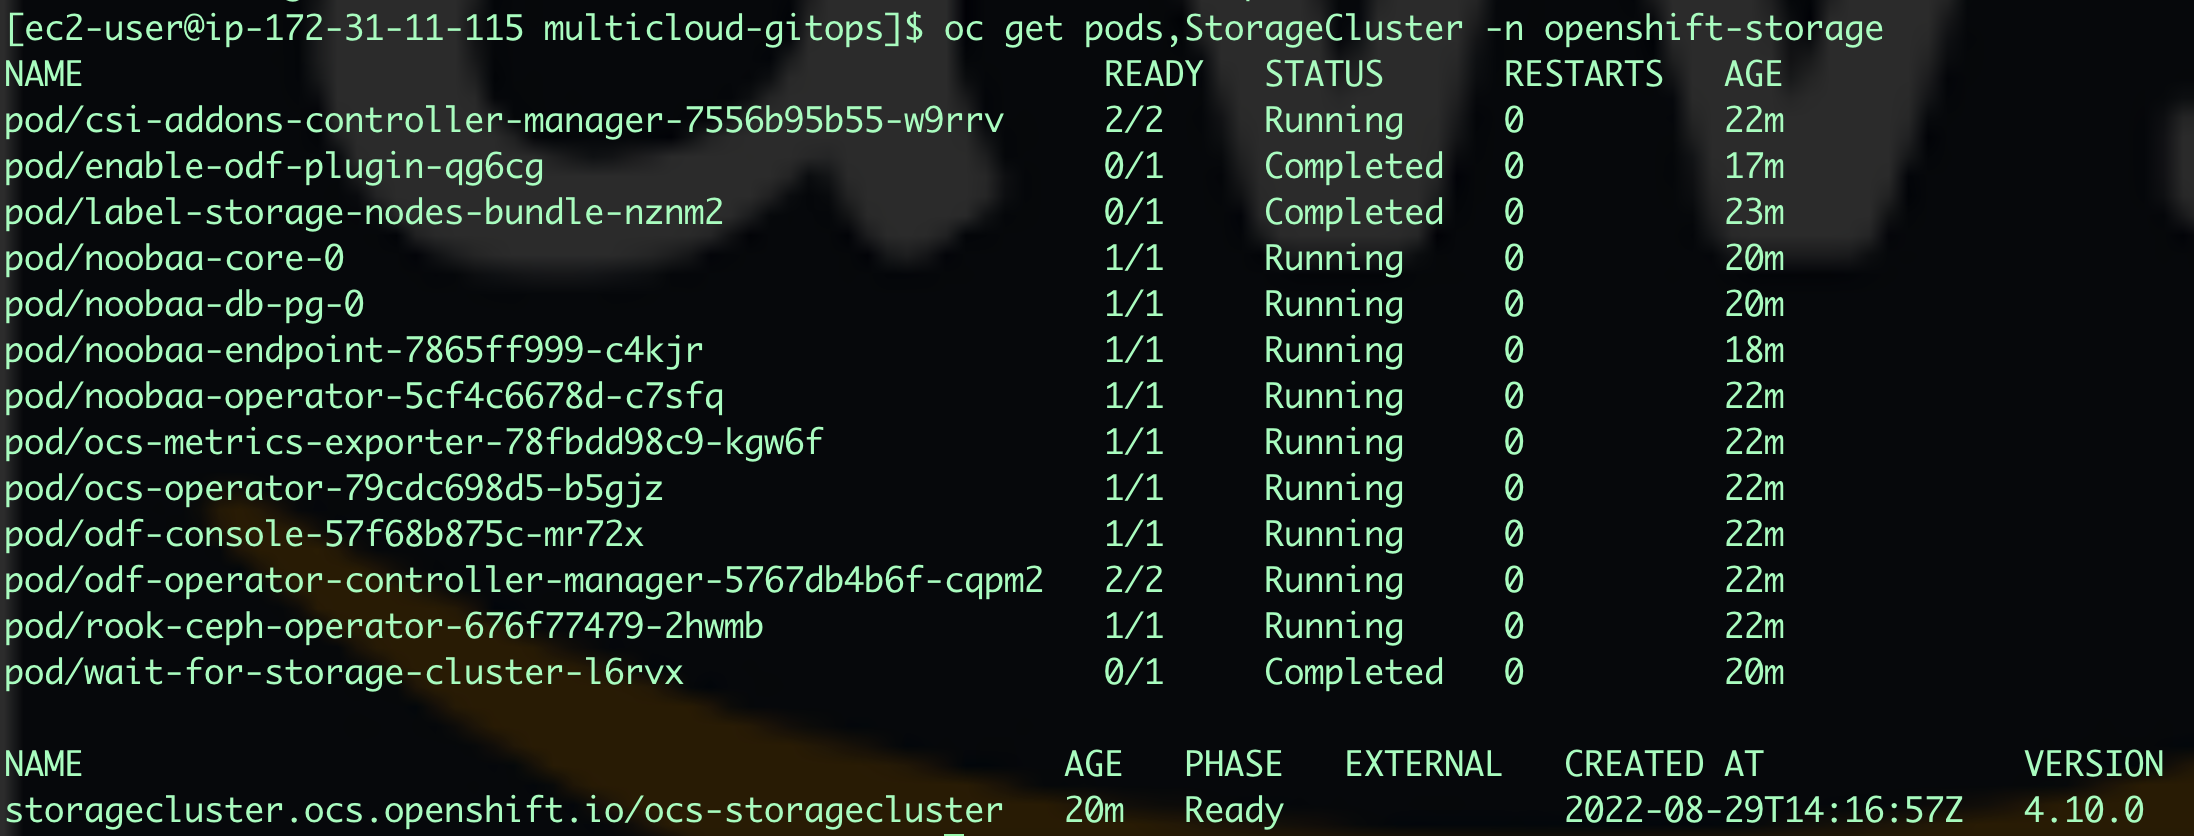 [ec2-user@ip-172-31-11-115 multicloud-gitops]$ oc get pods,StorageCluster -n openshift-storage
NAME READY STATUS RESTARTS AGE
pod/csi-addons-controller-manager-7556b95b55-w9rrv 2/2 Running 0 22m
pod/enable-odf-plugin-qg6cg 0/1 Completed 0 17m
pod/label-storage-nodes-bundle-nznm2 0/1 Completed 0 23m
pod/noobaa-core-0 1/1 Running 0 20m
pod/noobaa-db-pg-0 1/1 Running 0 20m
pod/noobaa-endpoint-7865ff999-c4kjr 1/1 Running 0 18m
pod/noobaa-operator-5cf4c6678d-c7sfq 1/1 Running 0 22m
pod/ocs-metrics-exporter-78fbdd98c9-kgw6f 1/1 Running 0 22m
pod/ocs-operator-79cdc698d5-b5gjz 1/1 Running 0 22m
pod/odf-console-57f68b875c-mr72x 1/1 Running 0 22m
pod/odf-operator-controller-manager-5767db4b6f-cqpm2 2/2 Running 0 22m
pod/rook-ceph-operator-676f77479-2hwmb 1/1 Running 0 22m
pod/wait-for-storage-cluster-l6rvx 0/1 Completed 0 20m
NAME AGE PHASE EXTERNAL CREATED AT VERSION
storagecluster.ocs.openshift.io/ocs-storagecluster 20m Ready 2022-08-29T14:16:57Z 4.10.0